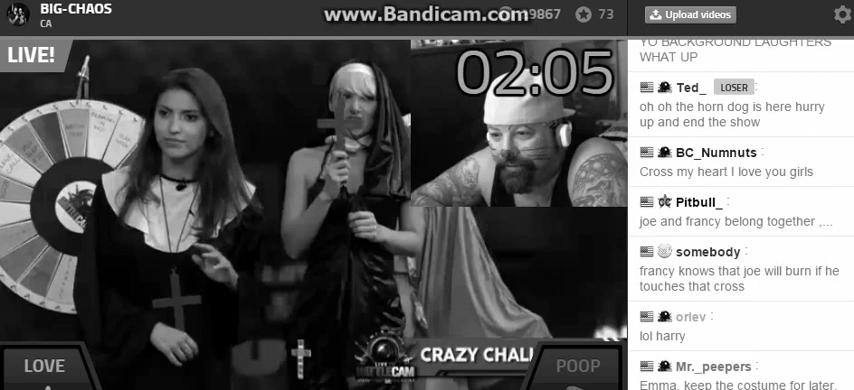 BIG-CHAOS
CA
www.Bandicam.com
73
Upload videos
LIVE!
02:05
YO BACKGROUND LAUGHTERS
WHAT UP
Ted_ LOSER :
oh oh the horn dog is here hurry
up and end the show
BC_Numnuts :
Cross my heart I love you girls
Pitbull_ :
joe and francy belong together ,...
somebody :
francy knows that joe will burn if he
touches that cross
orlev :
lol harry
Mr._peepers :
Emma, keep the costume for later,
LOVE
CRAZY CHALL
POOP